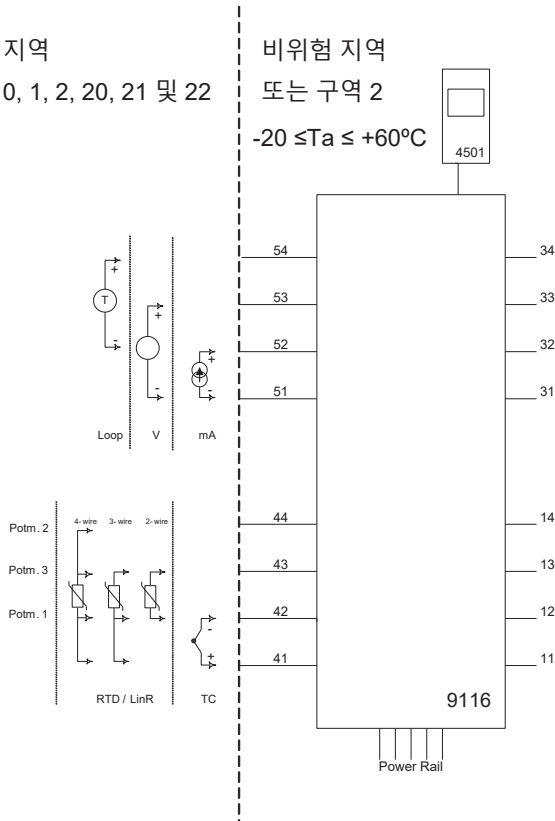 지역
0, 1, 2, 20, 21 및 22
비위험 지역
또는 구역 2
-20 ≤Ta ≤ +60ºC
4501
54
53
52
51
44
43
42
41
34
33
32
31
14
13
12
11
9116
Power Rail
T
+
-
+
-
+
-
Loop
V
mA
Potm. 2
Potm. 3
Potm. 1
4- wire
3- wire
2- wire
-
+
RTD / LinR
TC